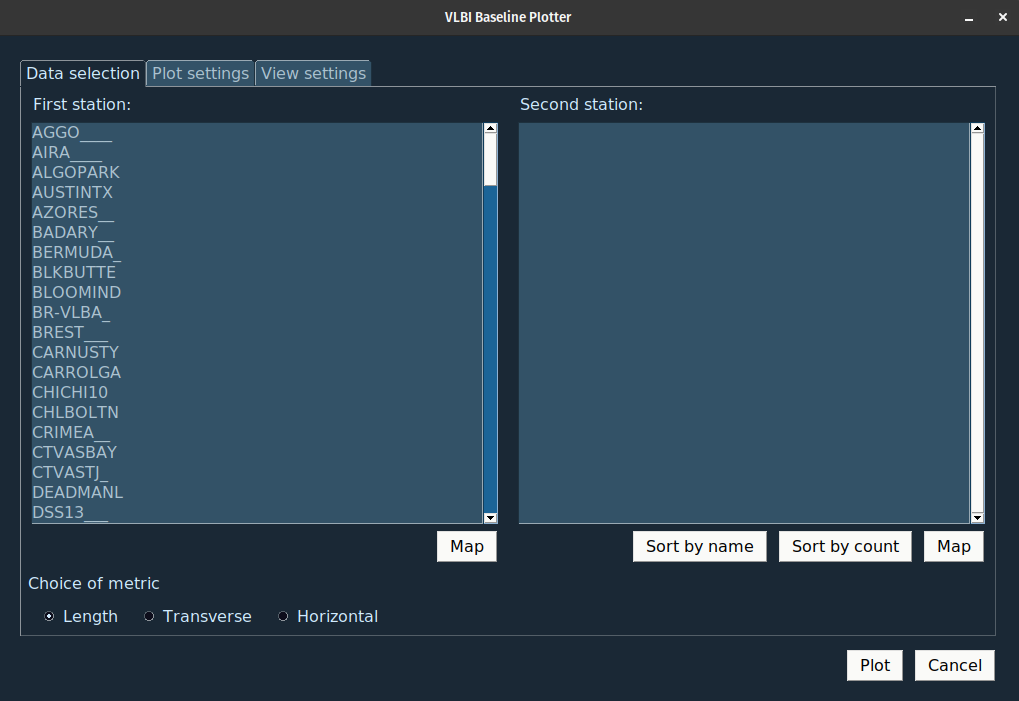 VLBI Baseline Plotter
Data selection Plot settings View settings
First station: Second station:
AGGO____
AIRA____
ALGOPARK
AUSTINTX
AZORES__
BADARY__
BERMUDA_
BLKBUTTE
BLOOMIND
BR-VLBA_
BREST___
CARNUSTY
CARROLGA
CHICHI10
CHLBOLTN
CRIMEA__
CTVASBAY
CTVASTJ_
DEADMANL
DSS13___
Map Sort by name Sort by count Map
Choice of metric
Length Transverse Horizontal
Plot Cancel